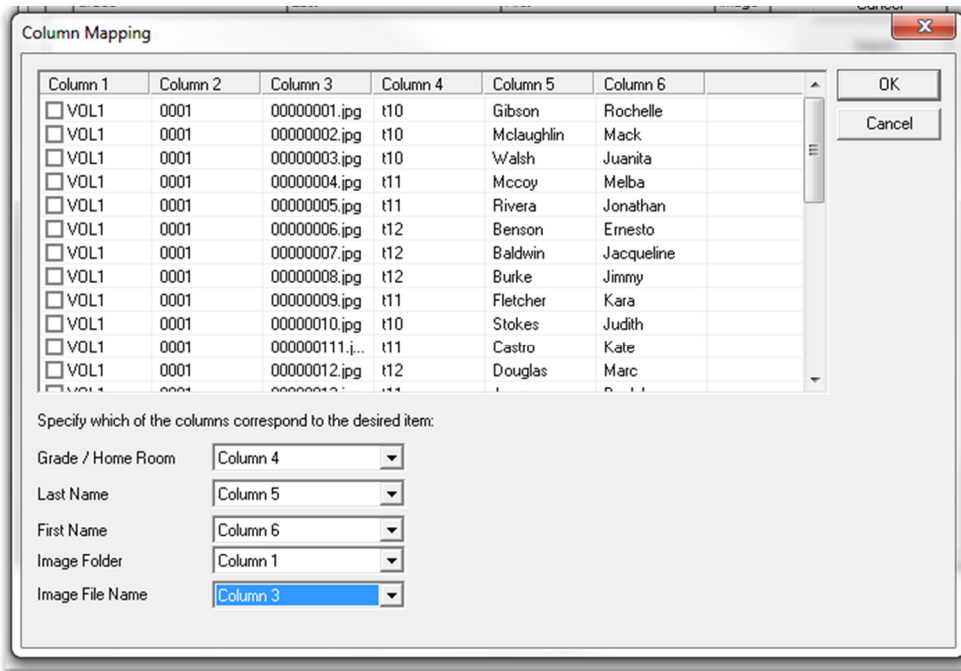 Column Mapping
Column 1 Column 2 Column 3 Column 4 Column 5 Column 6
VOL1 0001 00000001.jpg t10 Gibson Rochelle
VOL1 0001 00000002.jpg t10 Mclaughlin Mack
VOL1 0001 00000003.jpg t10 Walsh Juanita
VOL1 0001 00000004.jpg t11 Mccoy Melba
VOL1 0001 00000005.jpg t11 Rivera Jonathan
VOL1 0001 00000006.jpg t12 Benson Ernesto
VOL1 0001 00000007.jpg t12 Baldwin Jacqueline
VOL1 0001 00000008.jpg t12 Burke Jimmy
VOL1 0001 00000009.jpg t11 Fletcher Kara
VOL1 0001 00000010.jpg t10 Stokes Judith
VOL1 0001 000000111.j... t11 Castro Kate
VOL1 0001 00000012.jpg t12 Douglas Marc
OK
Cancel
Specify which of the columns correspond to the desired item:
Grade / Home Room Column 4
Last Name Column 5
First Name Column 6
Image Folder Column 1
Image File Name Column 3